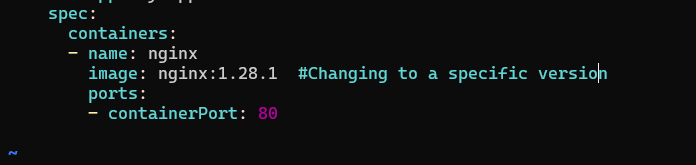 spec:
containers:
- name: nginx
image: nginx:1.28.1  #Changing to a specific version
ports:
- containerPort: 80
~